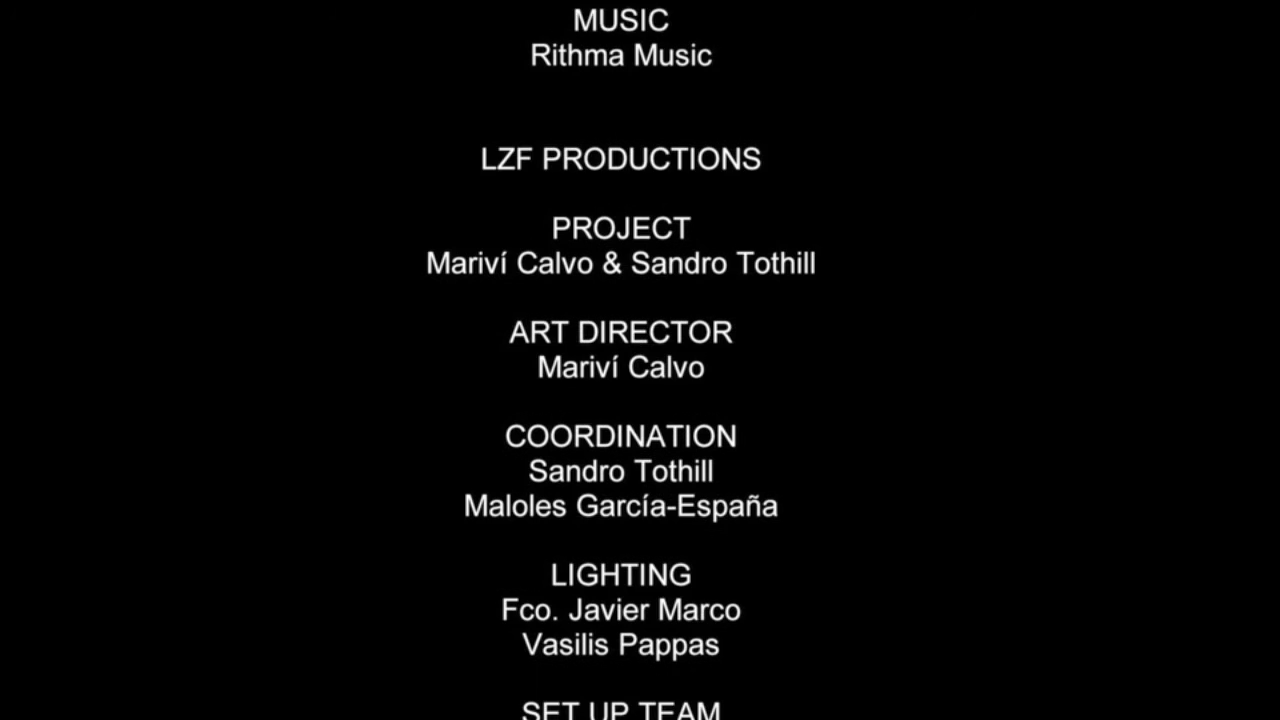 MUSIC
Rithma Music
LZF PRODUCTIONS
PROJECT
Mariví Calvo & Sandro Tothill
ART DIRECTOR
Mariví Calvo
COORDINATION
Sandro Tothill
Maloles García-España
LIGHTING
Fco. Javier Marco
Vasilis Pappas
SET UP TEAM